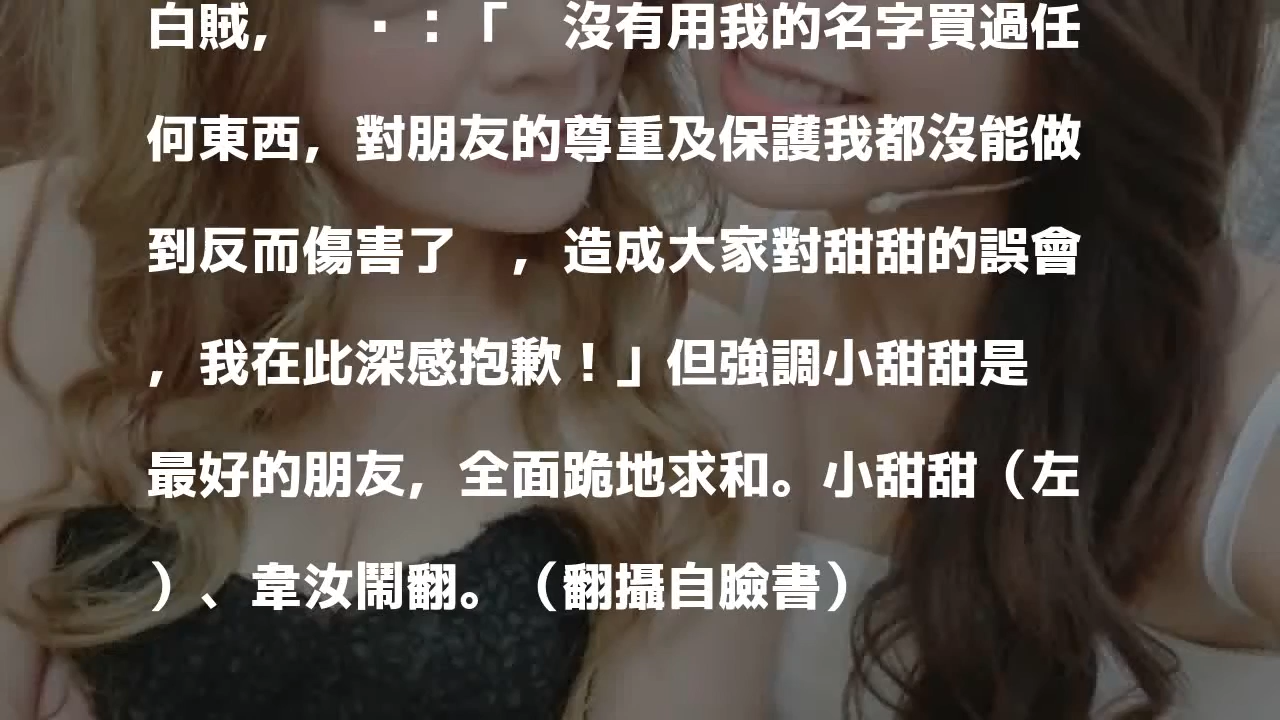 白賊，　　·：「　沒有用我的名字買過任
何東西，對朋友的尊重及保護我都沒能做
到反而傷害了　，造成大家對甜甜的誤會
，我在此深感抱歉！」但強調小甜甜是
最好的朋友，全面跪地求和。小甜甜（左
）、韋汝鬧翻。（翻攝自臉書）